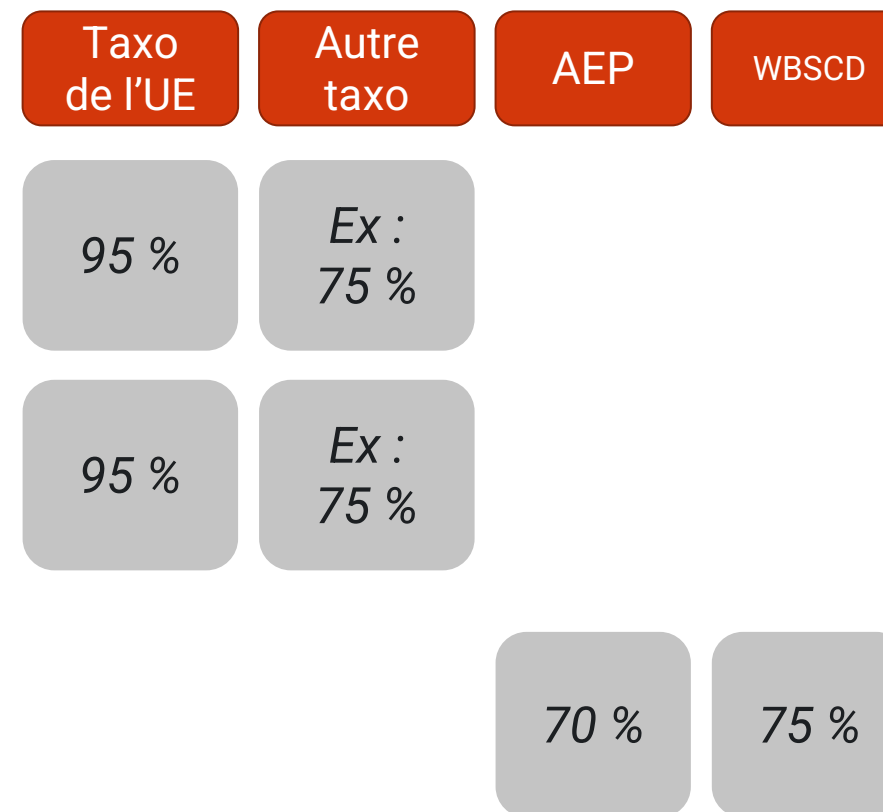 Taxo
de l’UE
Autre
taxo
AEP
WBSCD
95 %
Ex :
75 %
95 %
Ex :
75 %
70 %
75 %